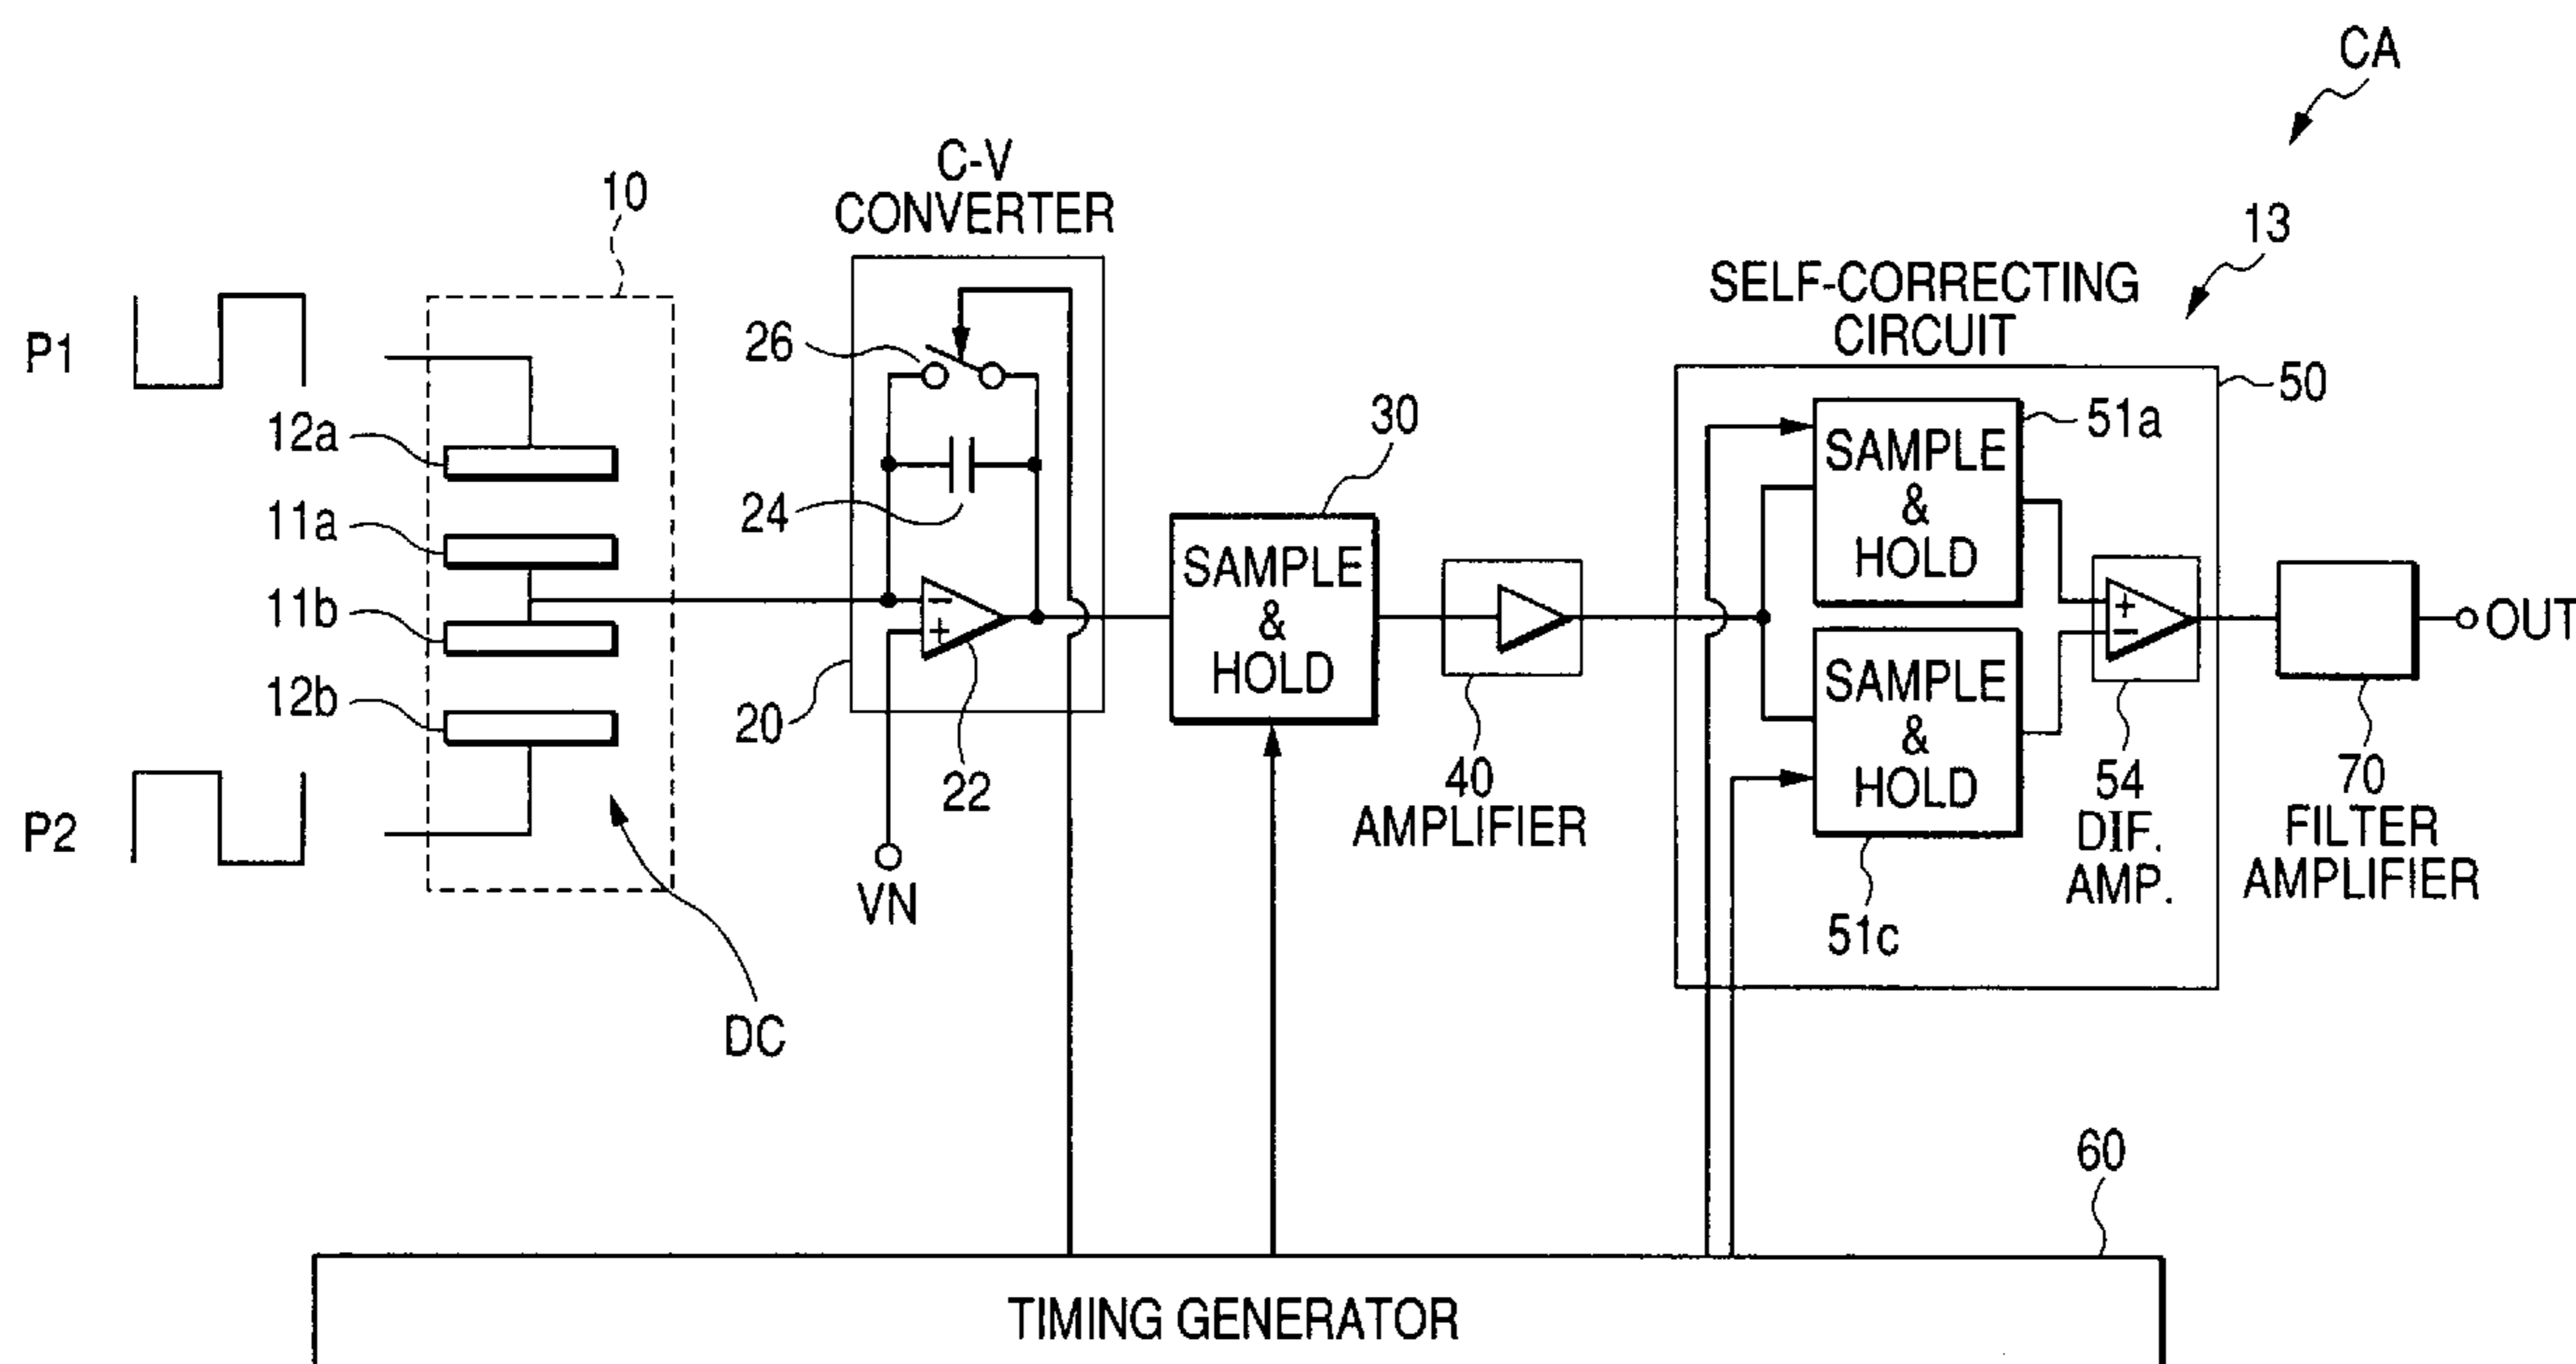 CA
13
10
C-V
CONVERTER
P1
12a
11a
11b
12b
P2
DC
26
24
20
22
VN
30
SAMPLE
&
HOLD
40
AMPLIFIER
SELF-CORRECTING
CIRCUIT
50
51a
SAMPLE
&
HOLD
SAMPLE
&
HOLD
51c
+
−
+
−
54
DIF.
AMP.
70
FILTER
AMPLIFIER
OUT
60
TIMING GENERATOR